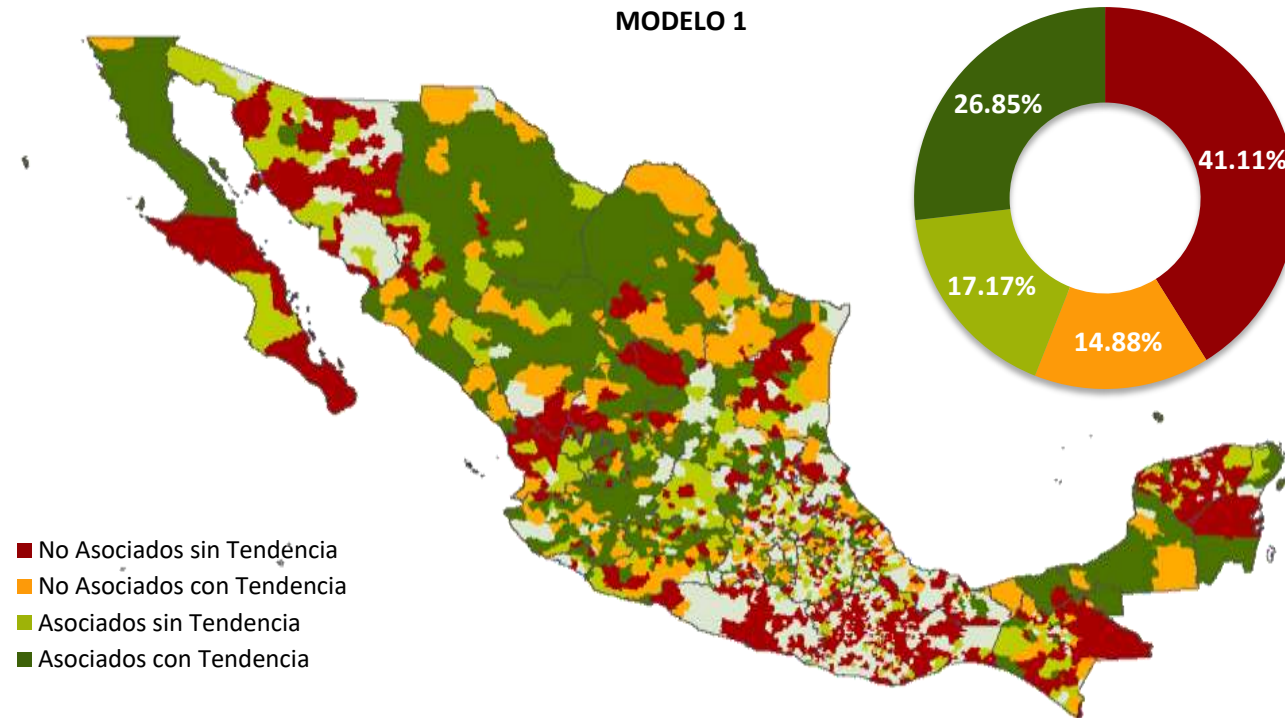 MODELO 1
26.85%
41.11%
17.17%
14.88%
No Asociados sin Tendencia
No Asociados con Tendencia
Asociados sin Tendencia
Asociados con Tendencia